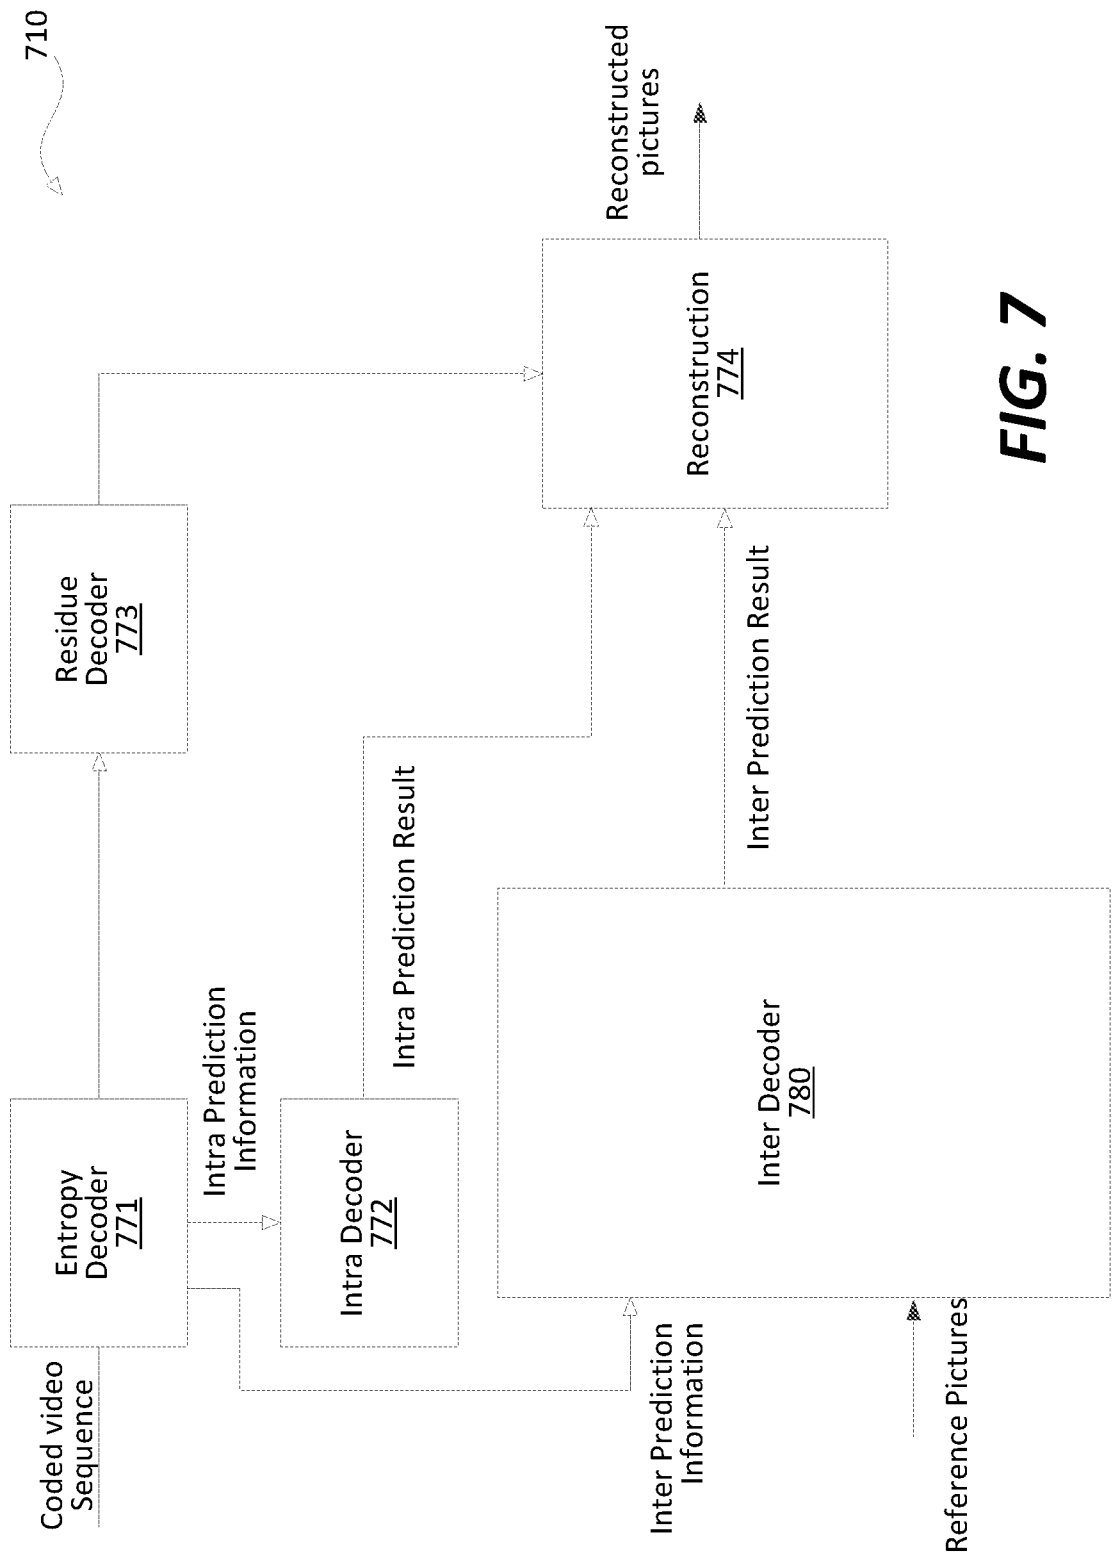 710
Coded video
Sequence
Entropy
Decoder
771
Residue
Decoder
773
Intra Prediction
Information
Intra Decoder
772
Intra Prediction Result
Inter Prediction
Information
Reference Pictures
Inter Decoder
780
Inter Prediction Result
Reconstruction
774
Reconstructed
pictures
FIG. 7